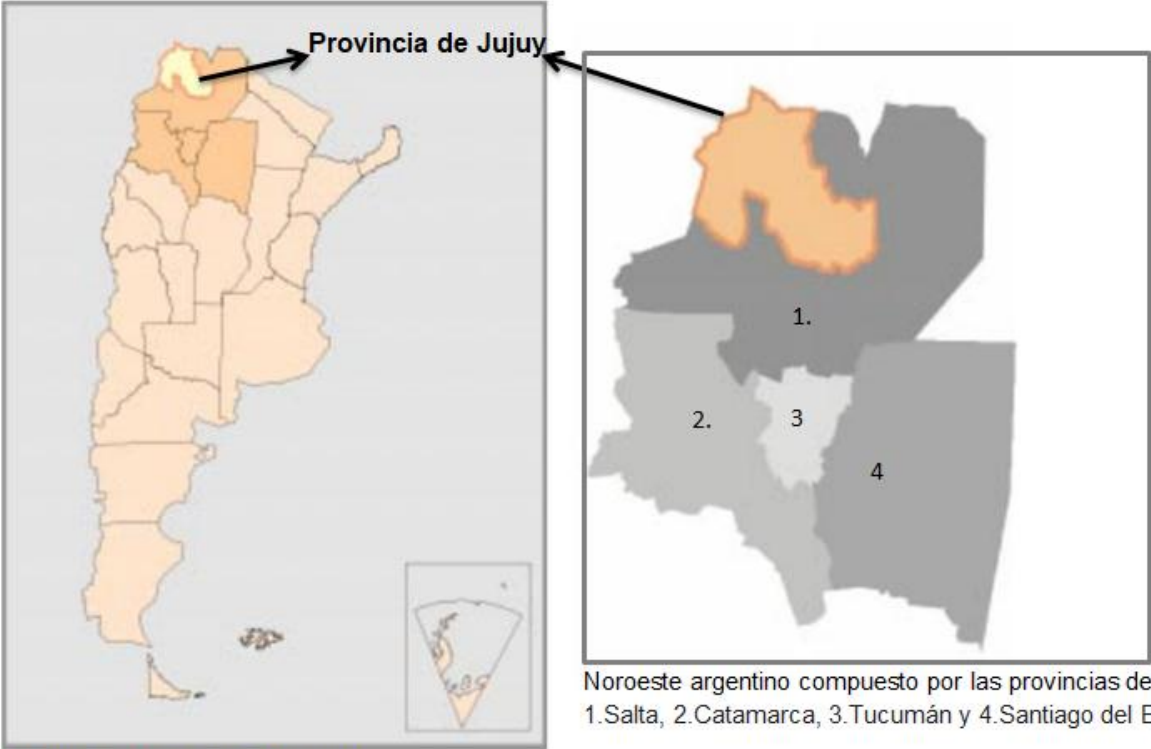 Provincia de Jujuy
1.
2.
3
4
Noroeste argentino compuesto por las provincias de
1.Salta, 2.Catamarca, 3.Tucumán y 4.Santiago del E